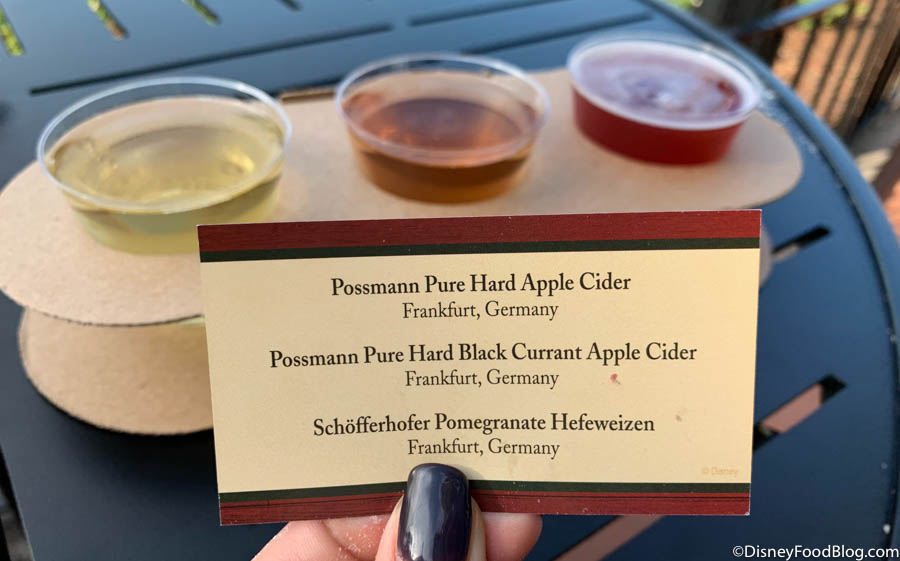 Possmann Pure Hard Apple Cider
Frankfurt, Germany
Possmann Pure Hard Black Currant Apple Cider
Frankfurt, Germany
Schöfferhofer Pomegranate Hefeweizen
Frankfurt, Germany
© Disney
©DisneyFoodBlog.com